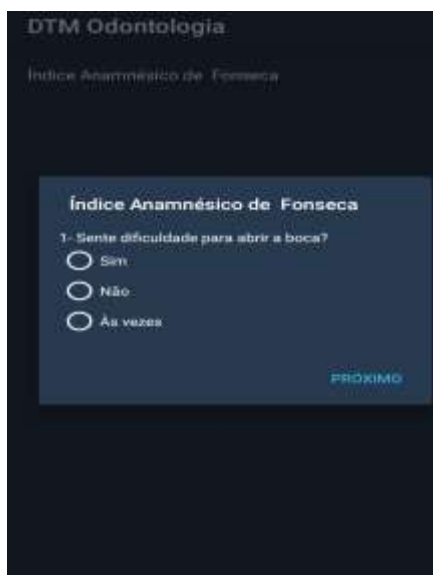 DTM Odontologia
Índice Anamnésico de Fonseca
Índice Anamnésico de Fonseca
1- Sente dificuldade para abrir a boca?
Sim
Não
Às vezes
PRÓXIMO